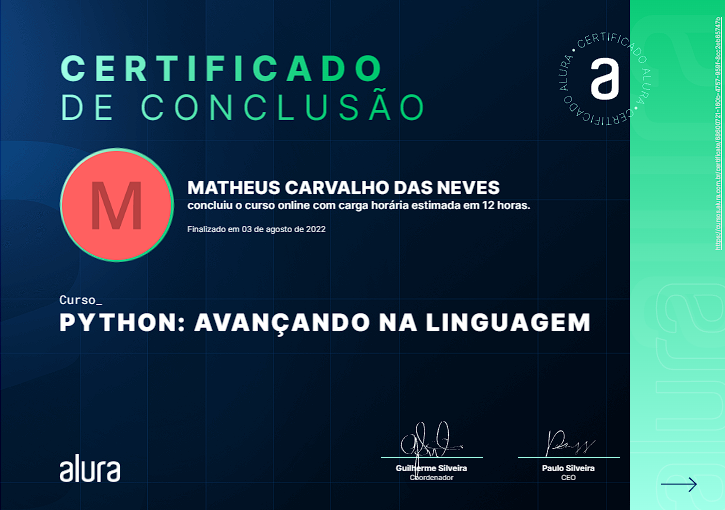 CERTIFICADO
DE CONCLUSÃO
CERTIFICADO ALURA • CERTIFICADO ALURA •
a
M
MATHEUS CARVALHO DAS NEVES
concluiu o curso online com carga horária estimada em 12 horas.
Finalizado em 03 de agosto de 2022
Curso_
PYTHON: AVANÇANDO NA LINGUAGEM
alura
Guilherme Silveira
Coordenador
Paulo Silveira
CEO
alura